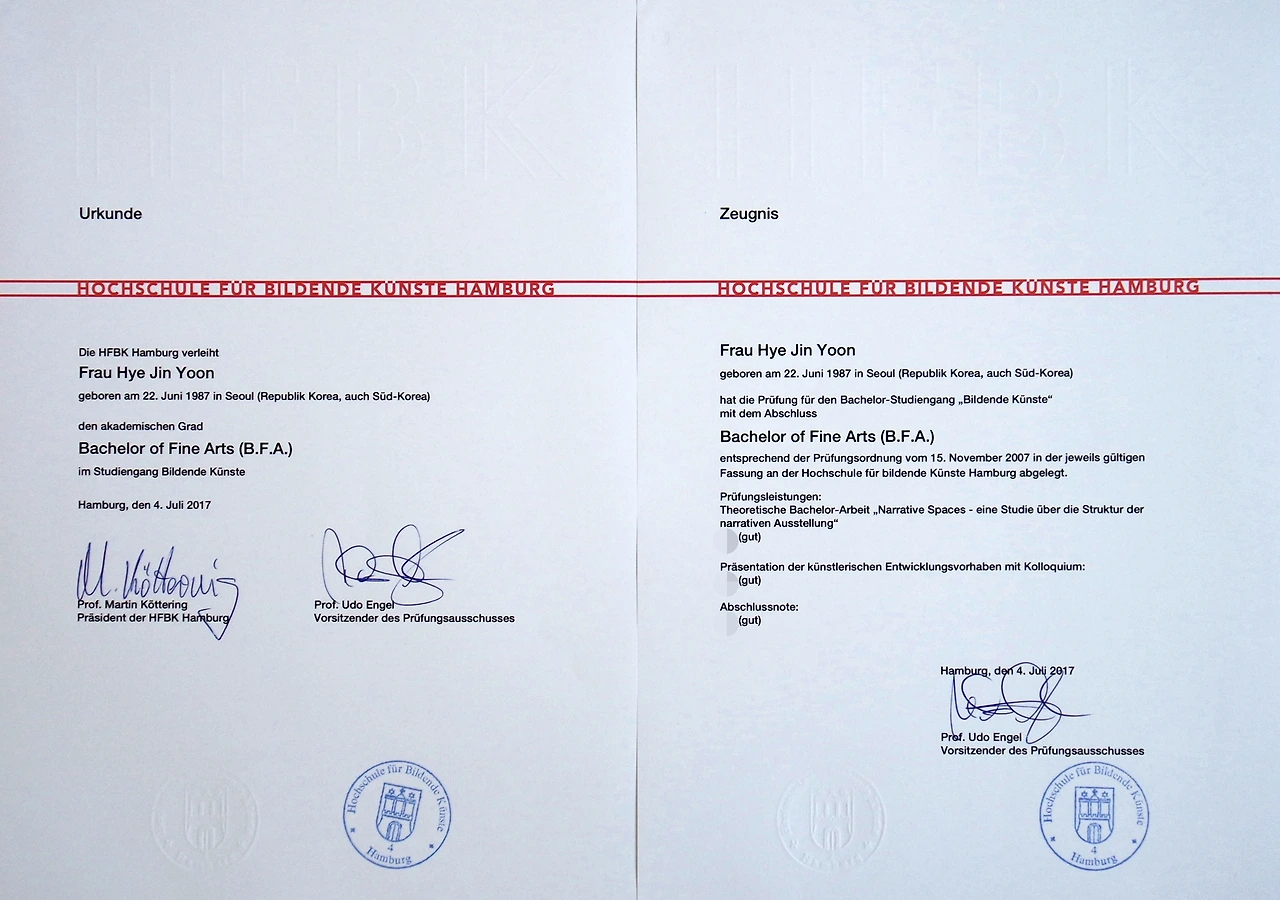 HFBK
Urkunde
HOCHSCHULE FÜR BILDENDE KÜNSTE HAMBURG
Die HFBK Hamburg verleiht
Frau Hye Jin Yoon
geboren am 22. Juni 1987 in Seoul (Republik Korea, auch Süd-Korea)
den akademischen Grad
Bachelor of Fine Arts (B.F.A.)
im Studiengang Bildende Künste
Hamburg, den 4. Juli 2017
M. Köttering
Prof. Martin Köttering
Präsident der HFBK Hamburg
Prof. Udo Engel
Vorsitzender des Prüfungsausschusses
Hochschule für Bildende Künste
4
Hamburg
HFBK
Zeugnis
HOCHSCHULE FÜR BILDENDE KÜNSTE HAMBURG
Frau Hye Jin Yoon
geboren am 22. Juni 1987 in Seoul (Republik Korea, auch Süd-Korea)
hat die Prüfung für den Bachelor-Studiengang „Bildende Künste“
mit dem Abschluss
Bachelor of Fine Arts (B.F.A.)
entsprechend der Prüfungsordnung vom 15. November 2007 in der jeweils gültigen
Fassung an der Hochschule für bildende Künste Hamburg abgelegt.
Prüfungsleistungen:
Theoretische Bachelor-Arbeit „Narrative Spaces - eine Studie über die Struktur der
narrativen Ausstellung“
(gut)
Präsentation der künstlerischen Entwicklungsvorhaben mit Kolloquium:
(gut)
Abschlussnote:
(gut)
Hamburg, den 4. Juli 2017
Prof. Udo Engel
Vorsitzender des Prüfungsausschusses
Hochschule für Bildende Künste
4
Hamburg